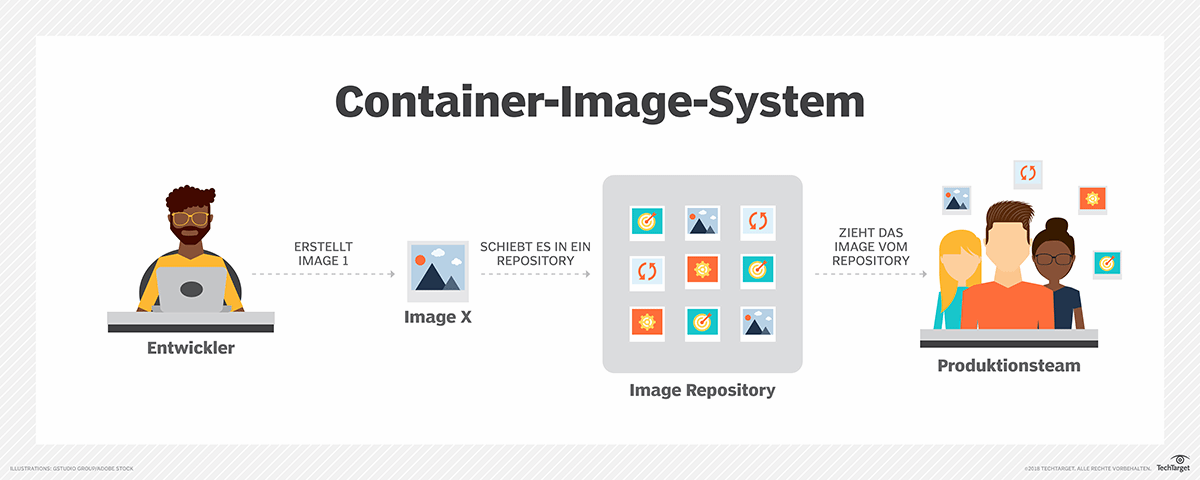 Container-Image-System
ERSTELLT
IMAGE 1
SCHIEBT ES IN EIN
REPOSITORY
ZIEHT DAS
IMAGE VOM
REPOSITORY
Entwickler
Image X
Image Repository
Produktionsteam
ILLUSTRATIONS: GSTUDIO GROUP/ADOBE STOCK
©2018 TECHTARGET. ALLE RECHTE VORBEHALTEN.
TechTarget